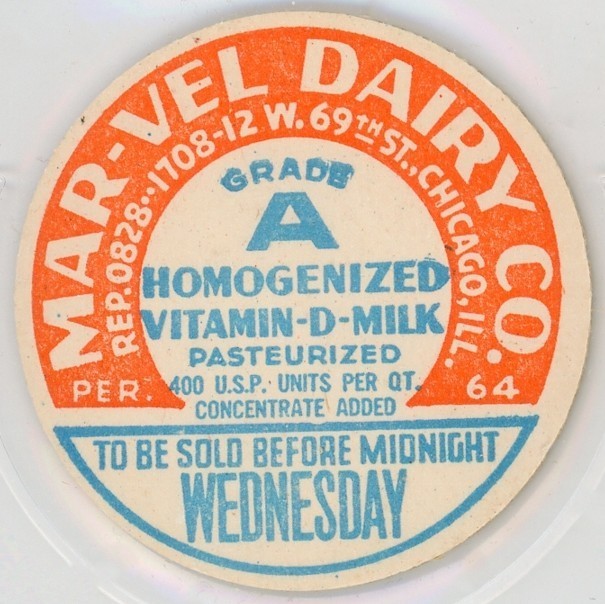 MAR-VEL DAIRY CO.
REP. 0828··1708-12 W. 69TH ST., CHICAGO, ILL.
PER. 64
GRADE
A
HOMOGENIZED
VITAMIN-D-MILK
PASTEURIZED
400 U.S.P. UNITS PER QT.
CONCENTRATE ADDED
TO BE SOLD BEFORE MIDNIGHT
WEDNESDAY